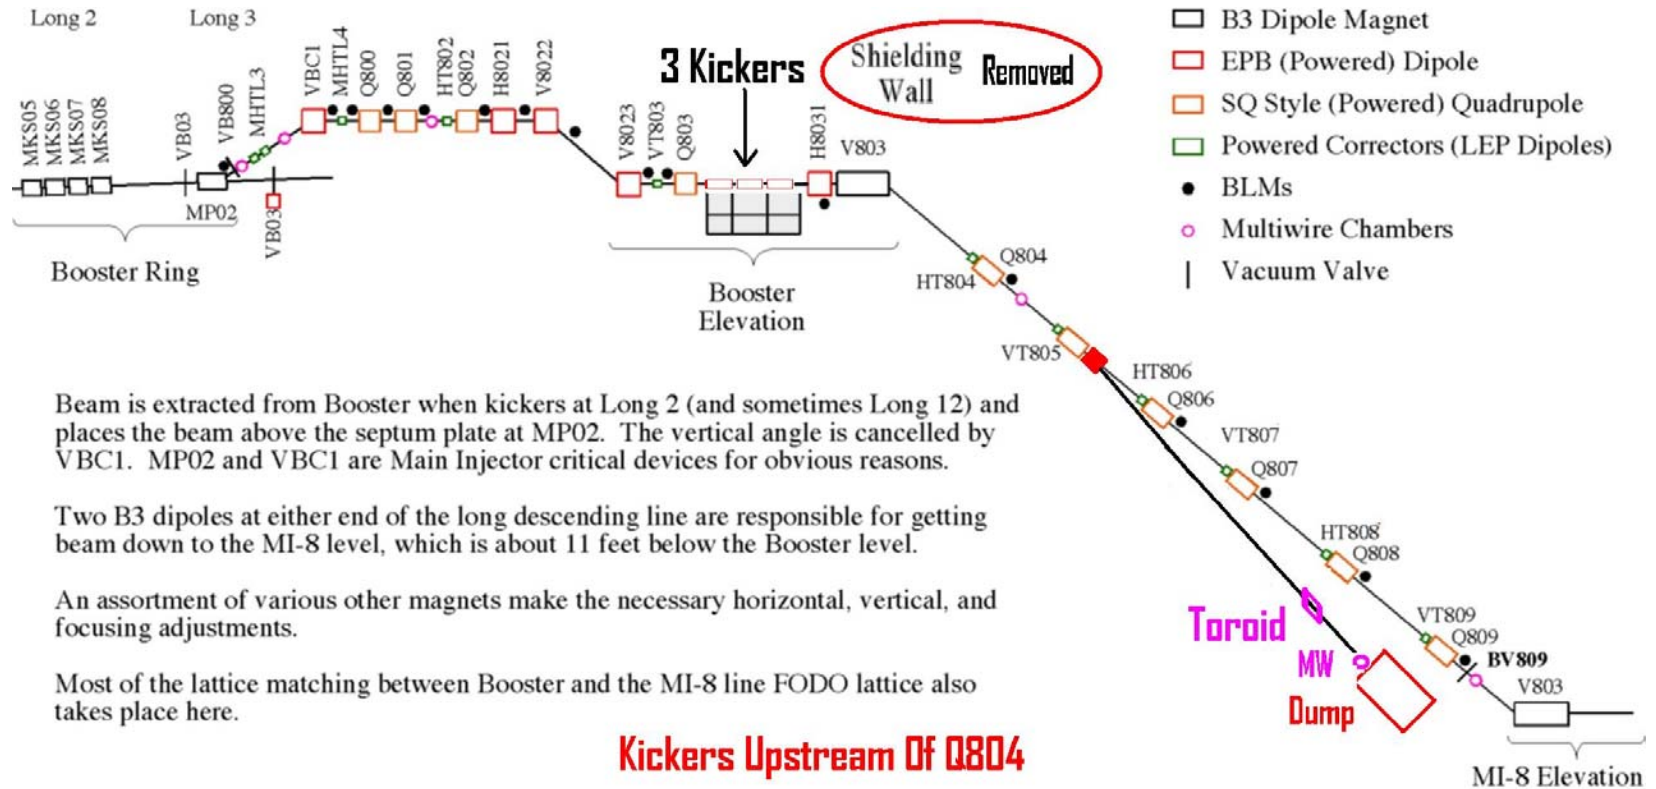 Long 2
Long 3
MKS05
MKS06
MKS07
MKS08
VB03
VB800
MHTL3
VBC1
MHTL4
Q800
Q801
HT802
Q802
H8021
V8022
MP02
VB03
Booster Ring
V8023
VT803
Q803
3 Kickers
Shielding
Wall
Removed
H8031
V803
Booster
Elevation
B3 Dipole Magnet
EPB (Powered) Dipole
SQ Style (Powered) Quadrupole
Powered Correctors (LEP Dipoles)
BLMs
Multiwire Chambers
Vacuum Valve
Q804
HT804
VT805
HT806
Q806
VT807
Q807
HT808
Q808
VT809
Q809
BV809
V803
MI-8 Elevation
Toroid
MW
Dump
Beam is extracted from Booster when kickers at Long 2 (and sometimes Long 12) and
places the beam above the septum plate at MP02. The vertical angle is cancelled by
VBC1. MP02 and VBC1 are Main Injector critical devices for obvious reasons.
Two B3 dipoles at either end of the long descending line are responsible for getting
beam down to the MI-8 level, which is about 11 feet below the Booster level.
An assortment of various other magnets make the necessary horizontal, vertical, and
focusing adjustments.
Most of the lattice matching between Booster and the MI-8 line FODO lattice also
takes place here.
Kickers Upstream Of Q804